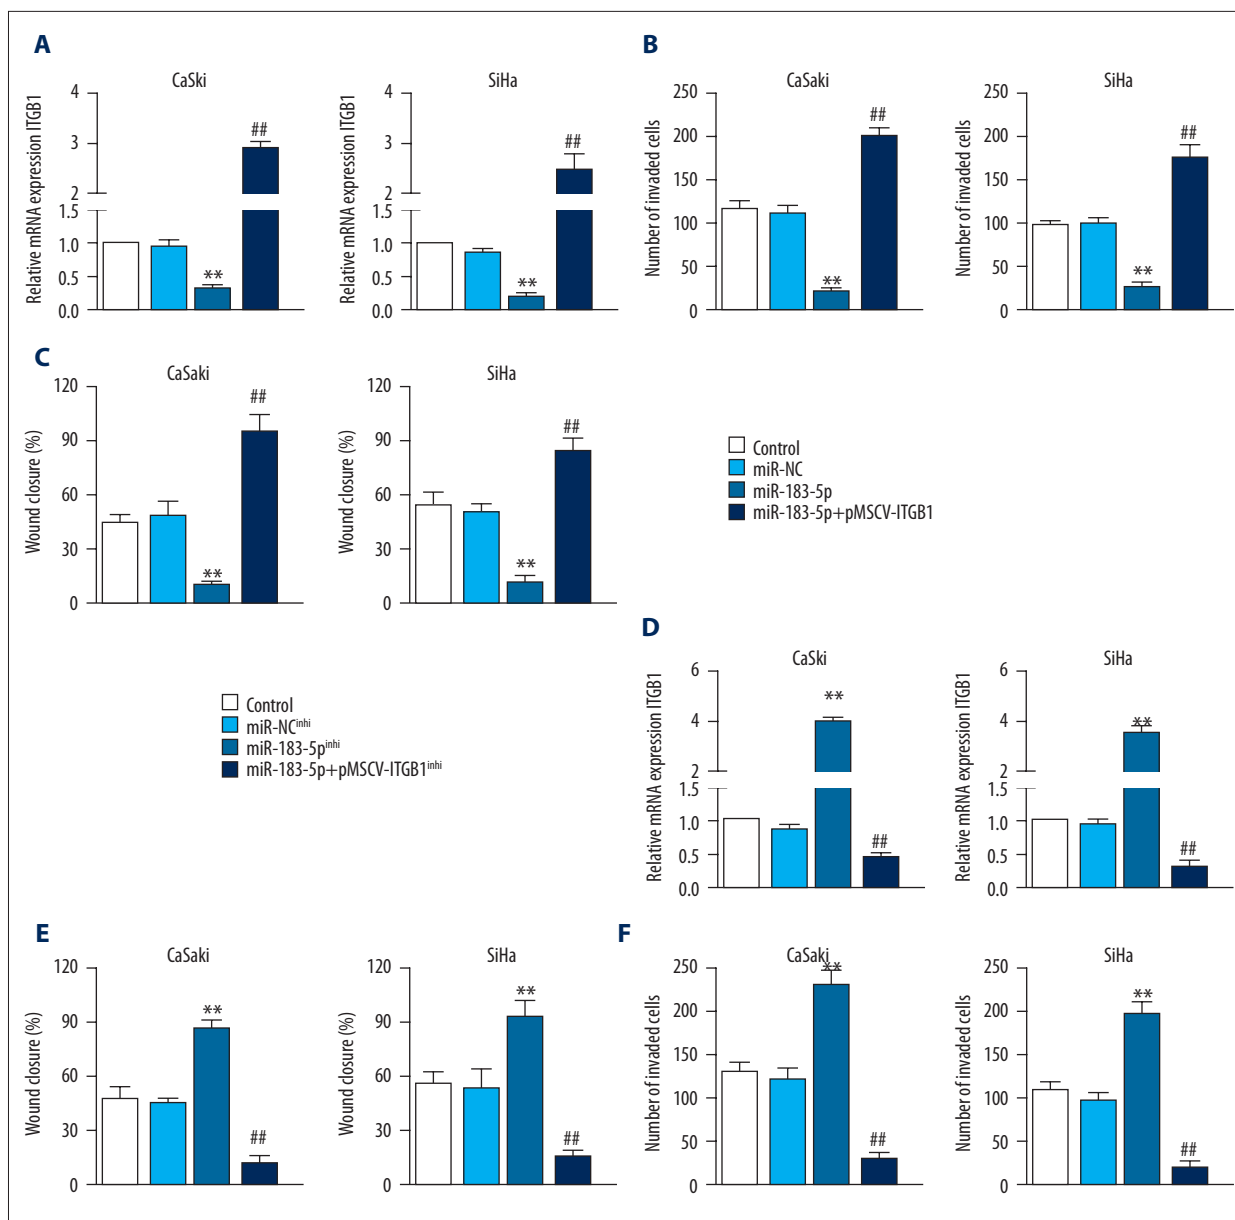 A
CaSki
Relative mRNA expression ITGB1
4
3
2
1.5
1.0
0.5
0.0
**
##
SiHa
Relative mRNA expression ITGB1
4
3
2
1.5
1.0
0.5
0.0
**
##
B
CaSaki
Number of invaded cells
250
200
150
100
50
0
**
##
SiHa
Number of invaded cells
250
200
150
100
50
0
**
##
C
CaSaki
Wound closure (%)
120
90
60
30
0
**
##
SiHa
Wound closure (%)
120
90
60
30
0
**
##
Control
miR-NC
miR-183-5p
miR-183-5p+pMSCV-ITGB1
Control
miR-NCinhi
miR-183-5pinhi
miR-183-5p+pMSCV-ITGB1inhi
D
CaSki
Relative mRNA expression ITGB1
6
4
2
1.5
1.0
0.5
0.0
**
##
SiHa
Relative mRNA expression ITGB1
6
4
2
1.5
1.0
0.5
0.0
**
##
E
CaSaki
Wound closure (%)
120
90
60
30
0
**
##
SiHa
Wound closure (%)
120
90
60
30
0
**
##
F
CaSaki
Number of invaded cells
250
200
150
100
50
0
**
##
SiHa
Number of invaded cells
250
200
150
100
50
0
**
##